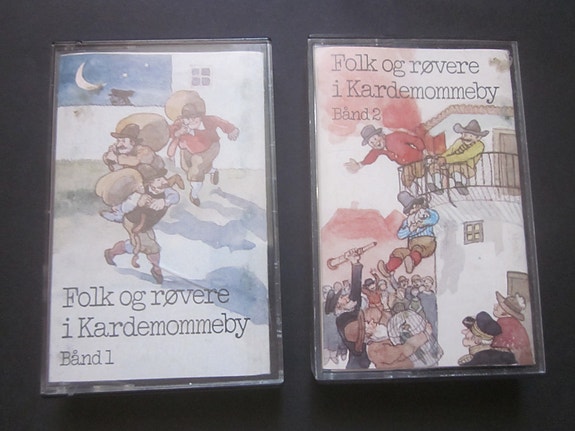 Folk og røvere
i Kardemommeby
Bånd 1
Folk og røvere
i Kardemommeby
Bånd 2